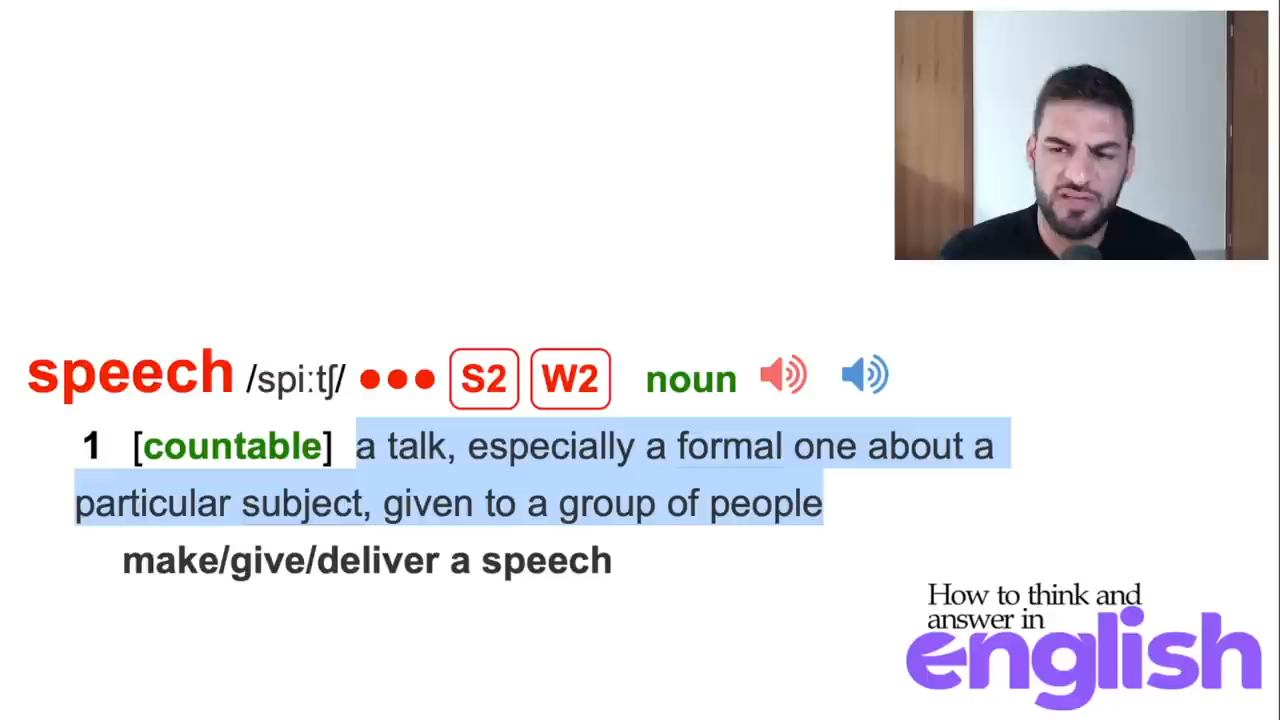 speech /spiːtʃ/ ●●● S2 W2 noun
1 [countable] a talk, especially a formal one about a
particular subject, given to a group of people
make/give/deliver a speech
How to think and
answer in
english